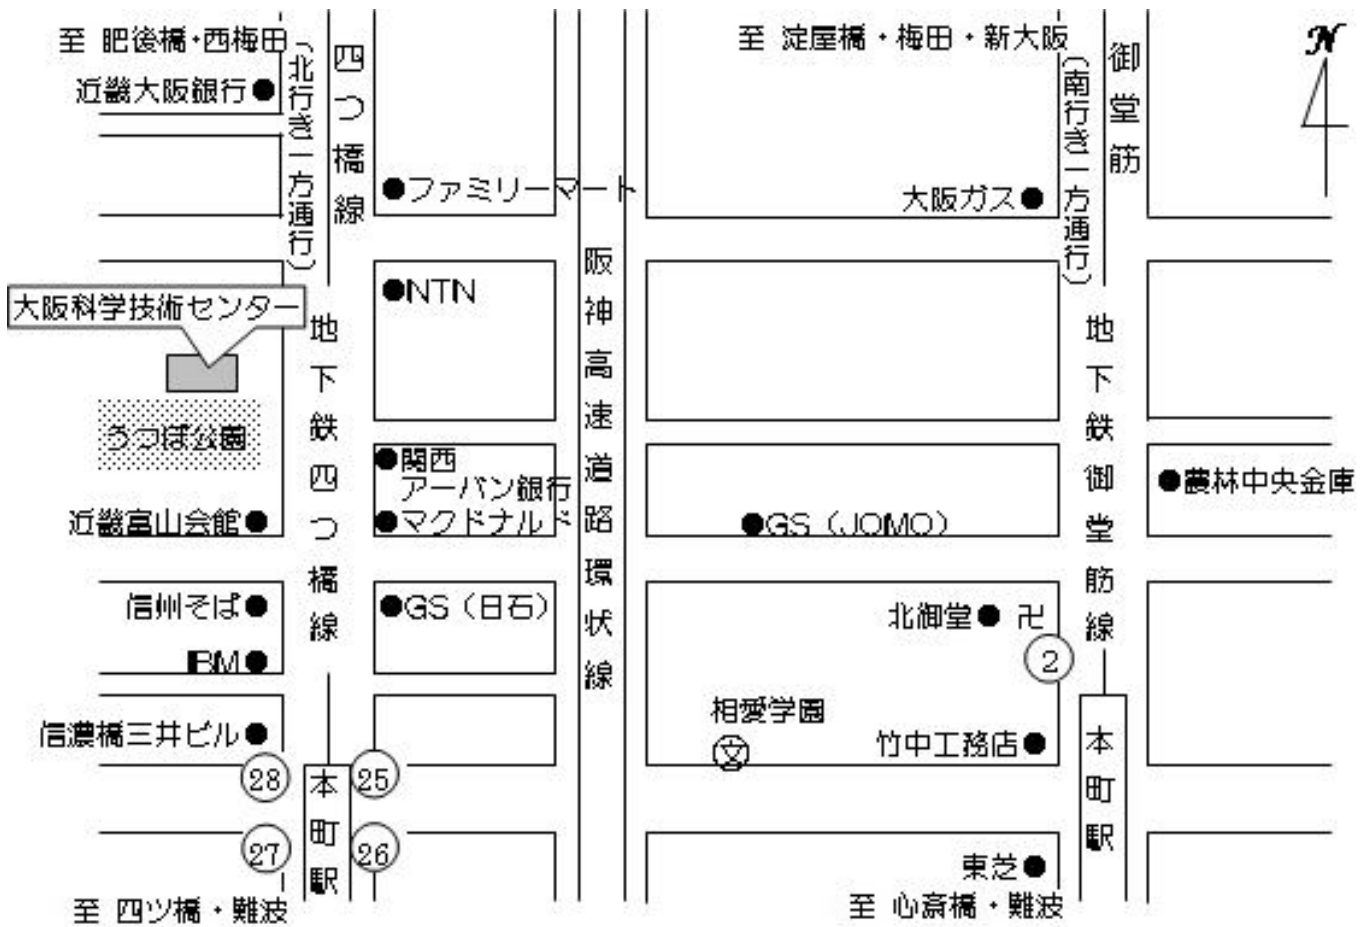 至 肥後橋・西梅田
近畿大阪銀行
(北行き一方通行)
四つ橋線
至 淀屋橋・梅田・新大阪
(南行き一方通行)
御堂筋
N
ファミリーマート
大阪ガス
阪神高速道路環状線
NTN
大阪科学技術センター
うつぼ公園
地下鉄四つ橋線
地下鉄御堂筋線
関西
アーバン銀行
マクドナルド
近畿富山会館
GS（JOMO）
農林中央金庫
信州そば
GS（日石）
北御堂 卍
IBM
2
相愛学園
文
信濃橋三井ビル
竹中工務店
28
25
本町駅
本町駅
27
26
東芝
至 四ツ橋・難波
至 心斎橋・難波